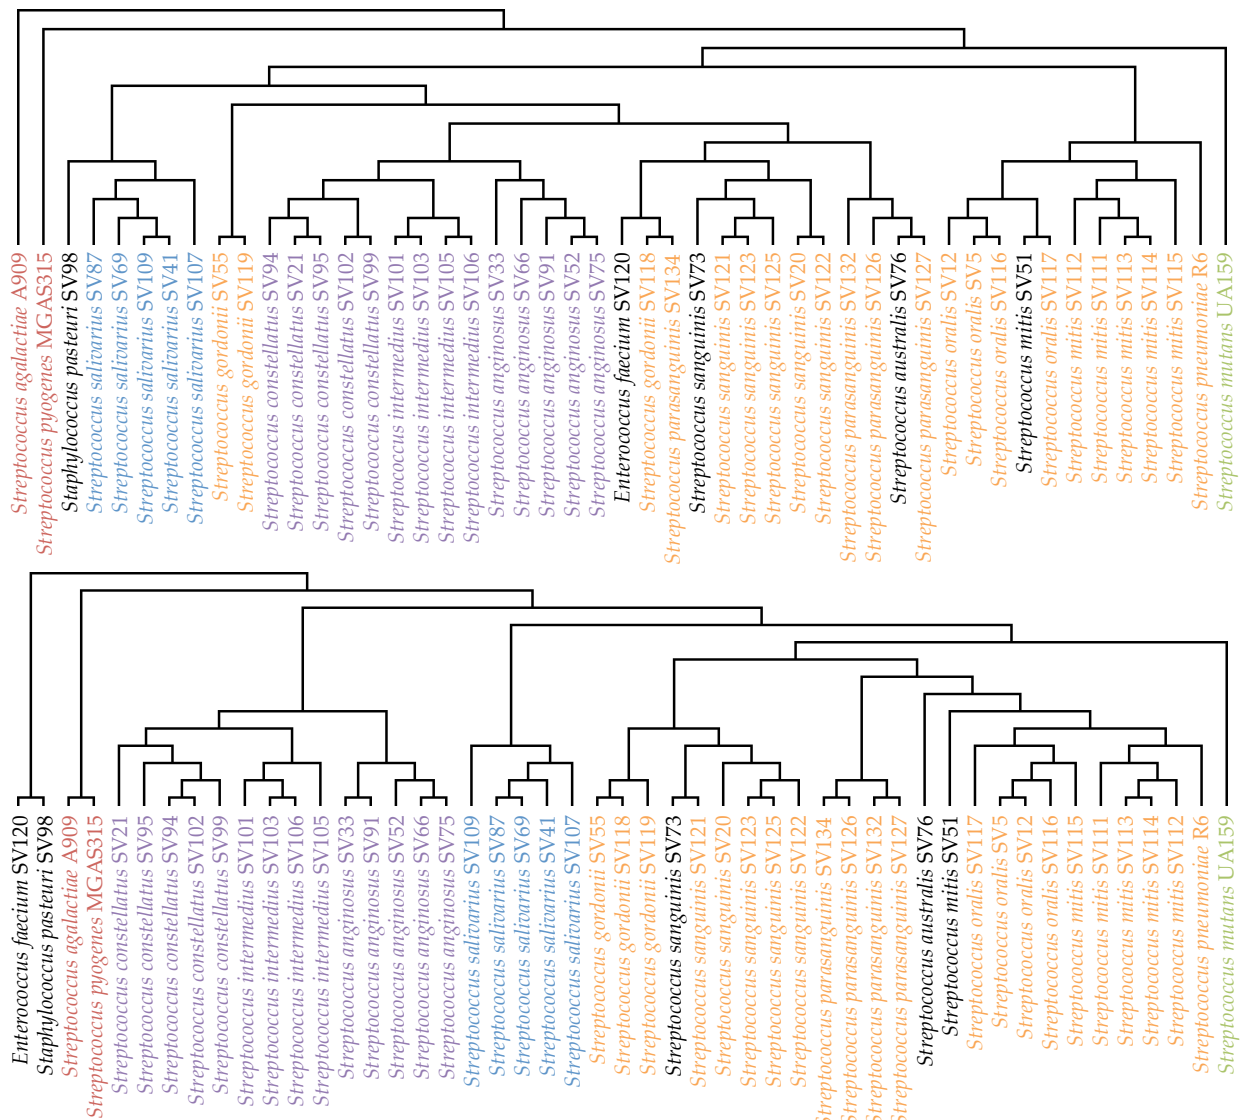 Streptococcus agalactiae A909
Streptococcus pyogenes MGAS315
Staphylococcus pasteuri SV98
Streptococcus salivarius SV87
Streptococcus salivarius SV69
Streptococcus salivarius SV109
Streptococcus salivarius SV41
Streptococcus salivarius SV107
Streptococcus gordonii SV55
Streptococcus gordonii SV119
Streptococcus constellatus SV94
Streptococcus constellatus SV21
Streptococcus constellatus SV95
Streptococcus constellatus SV102
Streptococcus constellatus SV99
Streptococcus intermedius SV101
Streptococcus intermedius SV103
Streptococcus intermedius SV105
Streptococcus intermedius SV106
Streptococcus anginosus SV33
Streptococcus anginosus SV66
Streptococcus anginosus SV91
Streptococcus anginosus SV52
Streptococcus anginosus SV75
Enterococcus faecium SV120
Streptococcus gordonii SV118
Streptococcus parasanguinis SV134
Streptococcus sanguinis SV73
Streptococcus sanguinis SV121
Streptococcus sanguinis SV123
Streptococcus sanguinis SV125
Streptococcus sanguinis SV20
Streptococcus sanguinis SV122
Streptococcus parasanguinis SV132
Streptococcus parasanguinis SV126
Streptococcus australis SV76
Streptococcus parasanguinis SV127
Streptococcus oralis SV12
Streptococcus oralis SV5
Streptococcus oralis SV116
Streptococcus mitis SV51
Streptococcus oralis SV117
Streptococcus mitis SV112
Streptococcus mitis SV111
Streptococcus mitis SV113
Streptococcus mitis SV114
Streptococcus mitis SV115
Streptococcus pneumoniae R6
Streptococcus mutans UA159
Enterococcus faecium SV120
Staphylococcus pasteuri SV98
Streptococcus agalactiae A909
Streptococcus pyogenes MGAS315
Streptococcus constellatus SV21
Streptococcus constellatus SV95
Streptococcus constellatus SV94
Streptococcus constellatus SV102
Streptococcus constellatus SV99
Streptococcus intermedius SV101
Streptococcus intermedius SV103
Streptococcus intermedius SV106
Streptococcus intermedius SV105
Streptococcus anginosus SV33
Streptococcus anginosus SV91
Streptococcus anginosus SV52
Streptococcus anginosus SV66
Streptococcus anginosus SV75
Streptococcus salivarius SV109
Streptococcus salivarius SV87
Streptococcus salivarius SV69
Streptococcus salivarius SV41
Streptococcus salivarius SV107
Streptococcus gordonii SV55
Streptococcus gordonii SV118
Streptococcus gordonii SV119
Streptococcus sanguinis SV73
Streptococcus sanguinis SV121
Streptococcus sanguinis SV20
Streptococcus sanguinis SV123
Streptococcus sanguinis SV125
Streptococcus sanguinis SV122
Streptococcus parasanguinis SV134
Streptococcus parasanguinis SV126
Streptococcus parasanguinis SV132
Streptococcus parasanguinis SV127
Streptococcus australis SV76
Streptococcus mitis SV51
Streptococcus oralis SV117
Streptococcus oralis SV5
Streptococcus oralis SV12
Streptococcus oralis SV116
Streptococcus mitis SV115
Streptococcus mitis SV111
Streptococcus mitis SV113
Streptococcus mitis SV114
Streptococcus mitis SV112
Streptococcus pneumoniae R6
Streptococcus mutans UA159